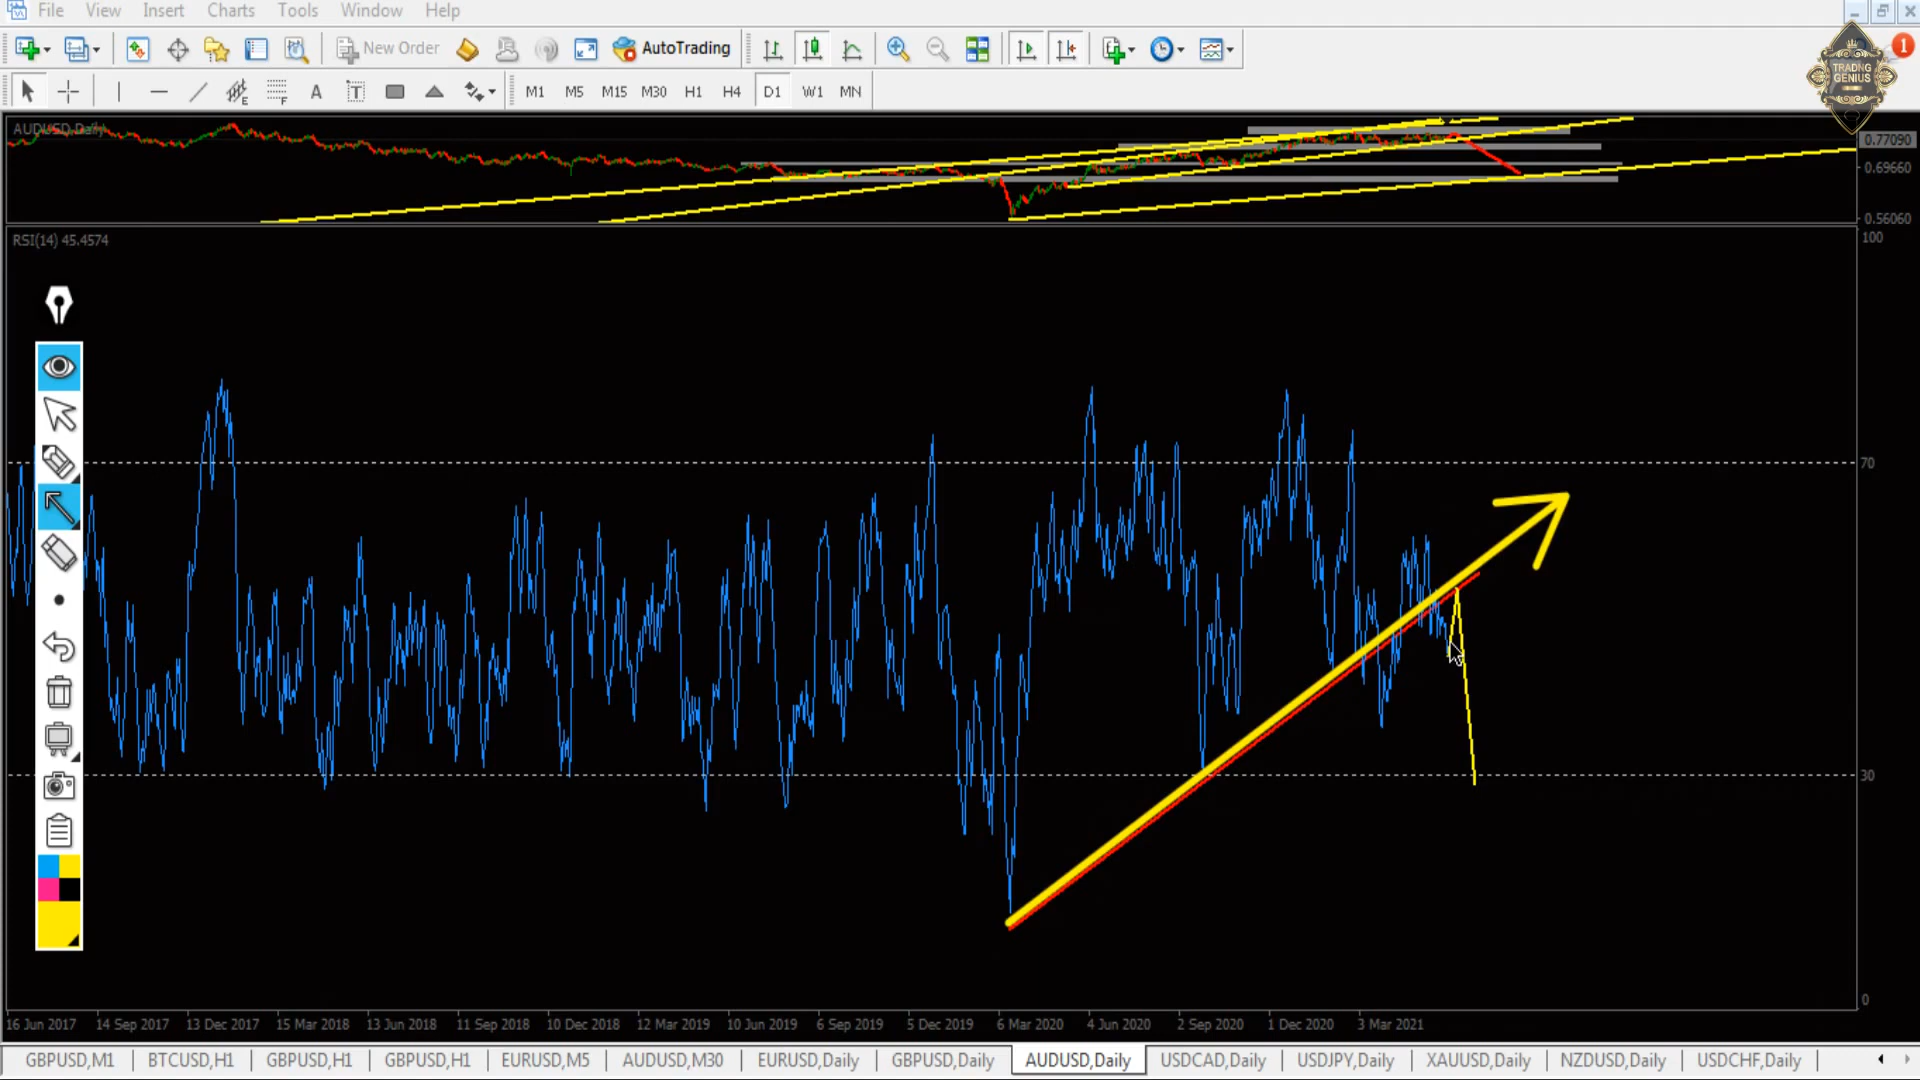 File View Insert Charts Tools Window Help
New Order AutoTrading
TRADNG
GENIUS
1
A T E F M1 M5 M15 M30 H1 H4 D1 W1 MN
AUDUSD,Daily
0.77090
0.69660
0.56060
RSI(14) 45.4574
100
70
30
0
16 Jun 2017 14 Sep 2017 13 Dec 2017 15 Mar 2018 13 Jun 2018 11 Sep 2018 10 Dec 2018 12 Mar 2019 10 Jun 2019 6 Sep 2019 5 Dec 2019 6 Mar 2020 4 Jun 2020 2 Sep 2020 1 Dec 2020 3 Mar 2021
GBPUSD,M1 BTCUSD,H1 GBPUSD,H1 GBPUSD,H1 EURUSD,M5 AUDUSD,M30 EURUSD,Daily GBPUSD,Daily AUDUSD,Daily USDCAD,Daily USDJPY,Daily XAUUSD,Daily NZDUSD,Daily USDCHF,Daily